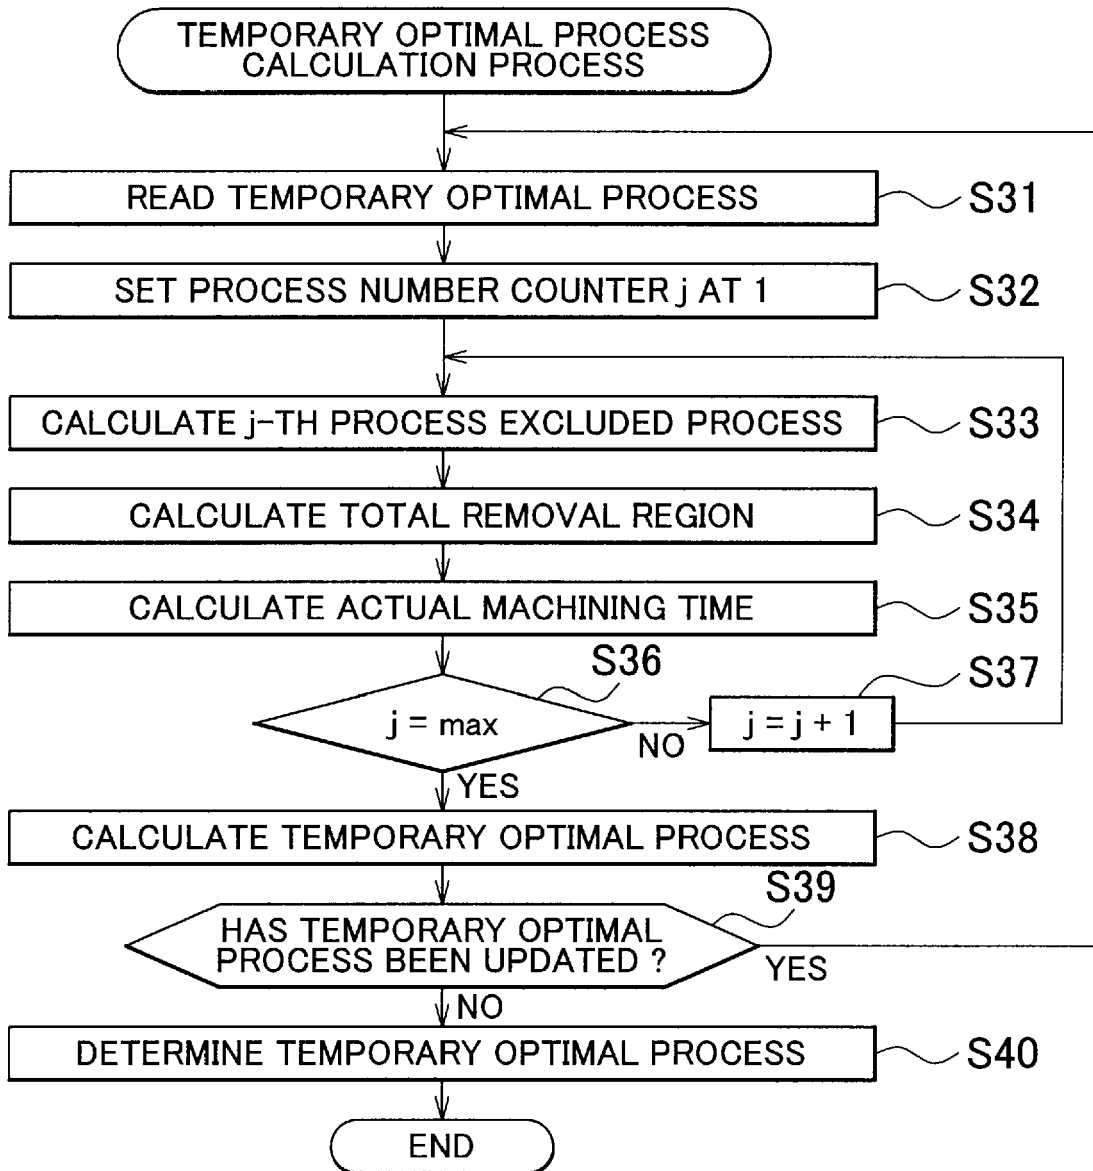 TEMPORARY OPTIMAL PROCESS
CALCULATION PROCESS
READ TEMPORARY OPTIMAL PROCESS
S31
SET PROCESS NUMBER COUNTER j AT 1
S32
CALCULATE j-TH PROCESS EXCLUDED PROCESS
S33
CALCULATE TOTAL REMOVAL REGION
S34
CALCULATE ACTUAL MACHINING TIME
S35
S36
j = max
NO
S37
j = j + 1
YES
CALCULATE TEMPORARY OPTIMAL PROCESS
S38
S39
HAS TEMPORARY OPTIMAL
PROCESS BEEN UPDATED ?
YES
NO
DETERMINE TEMPORARY OPTIMAL PROCESS
S40
END